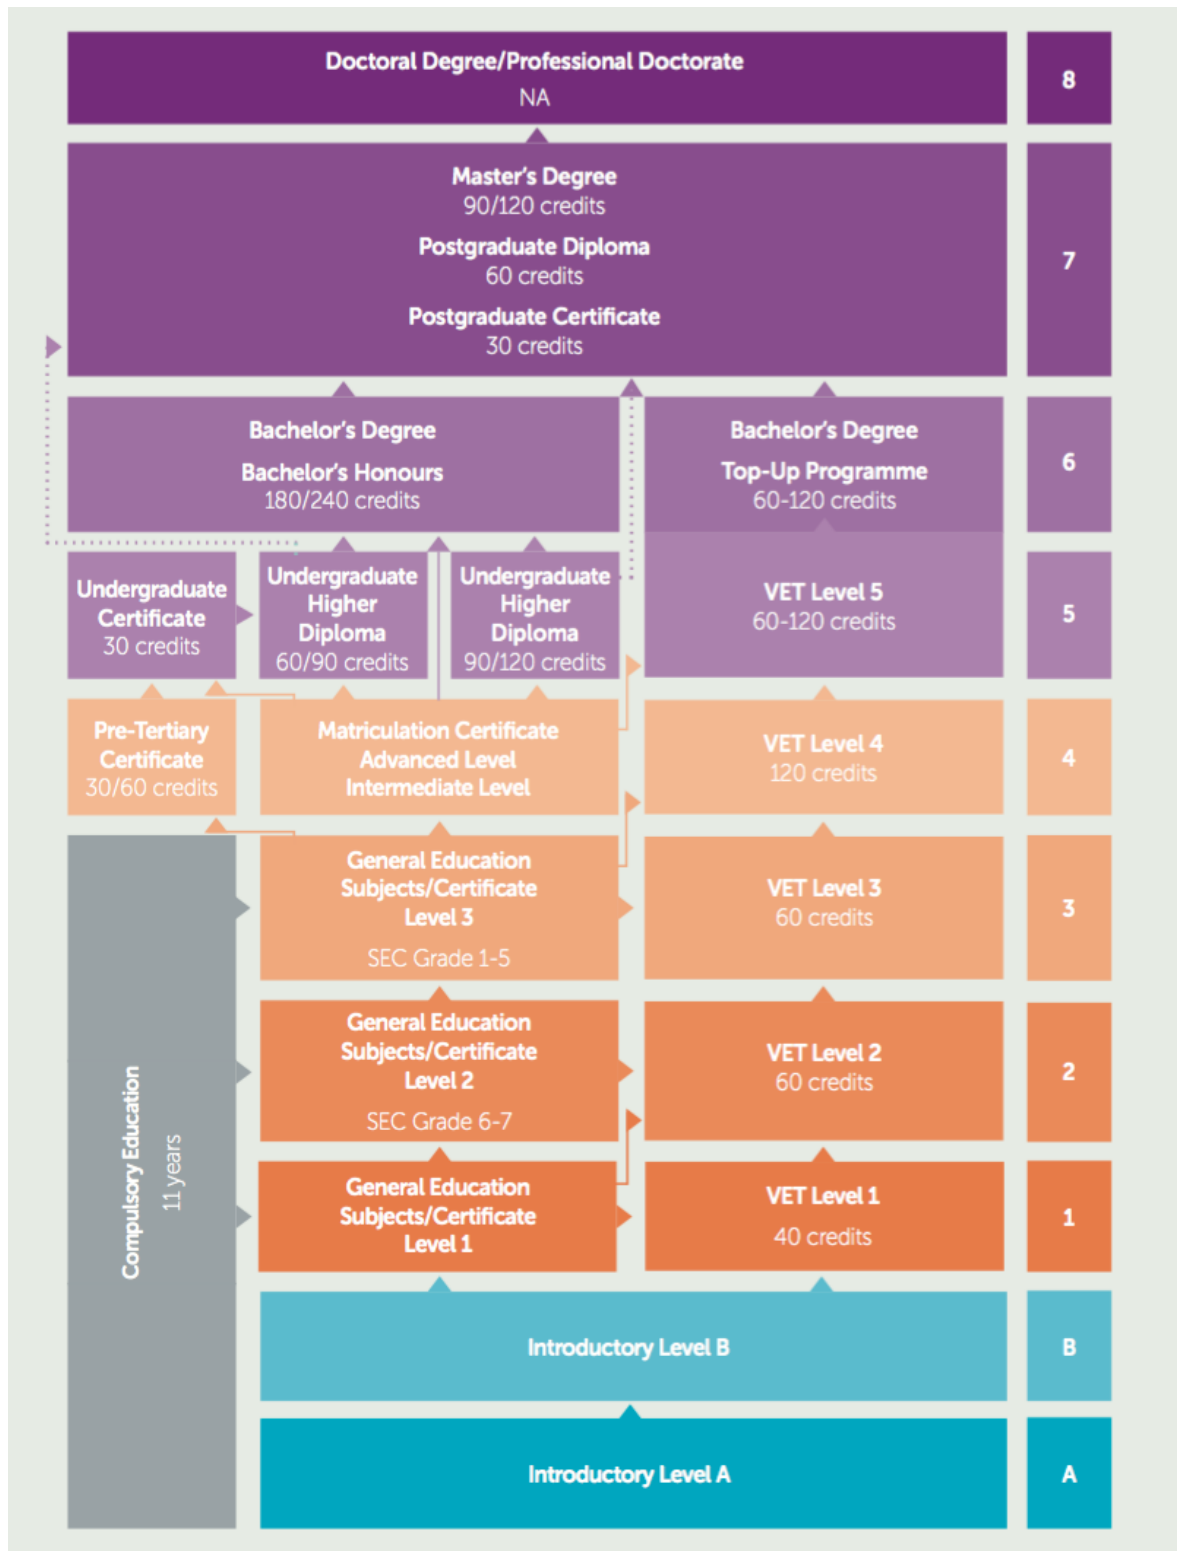 Doctoral Degree/Professional Doctorate
NA
8
Master's Degree
90/120 credits
Postgraduate Diploma
60 credits
Postgraduate Certificate
30 credits
7
Bachelor's Degree
Bachelor's Honours
180/240 credits
Bachelor's Degree
Top-Up Programme
60-120 credits
6
Undergraduate
Certificate
30 credits
Undergraduate
Higher
Diploma
60/90 credits
Undergraduate
Higher
Diploma
90/120 credits
VET Level 5
60-120 credits
5
Pre-Tertiary
Certificate
30/60 credits
Matriculation Certificate
Advanced Level
Intermediate Level
VET Level 4
120 credits
4
Compulsory Education
11 years
General Education
Subjects/Certificate
Level 3
SEC Grade 1-5
VET Level 3
60 credits
3
General Education
Subjects/Certificate
Level 2
SEC Grade 6-7
VET Level 2
60 credits
2
General Education
Subjects/Certificate
Level 1
VET Level 1
40 credits
1
Introductory Level B
B
Introductory Level A
A